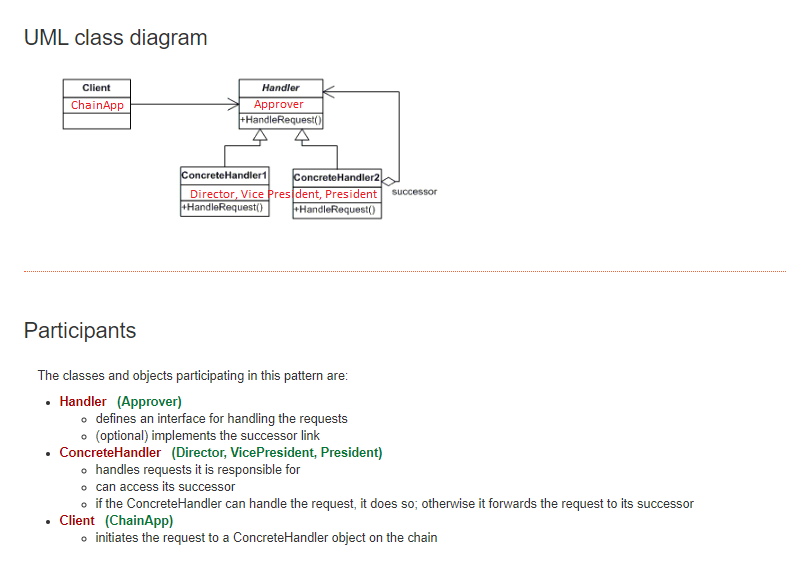 UML class diagram
Client
ChainApp
Handler
Approver
+HandleRequest()
ConcreteHandler1
ConcreteHandler2
Director, Vice President, President
successor
+HandleRequest()
+HandleRequest()
Participants
The classes and objects participating in this pattern are:
• Handler (Approver)
o defines an interface for handling the requests
o (optional) implements the successor link
• ConcreteHandler (Director, VicePresident, President)
o handles requests it is responsible for
o can access its successor
o if the ConcreteHandler can handle the request, it does so; otherwise it forwards the request to its successor
• Client (ChainApp)
o initiates the request to a ConcreteHandler object on the chain